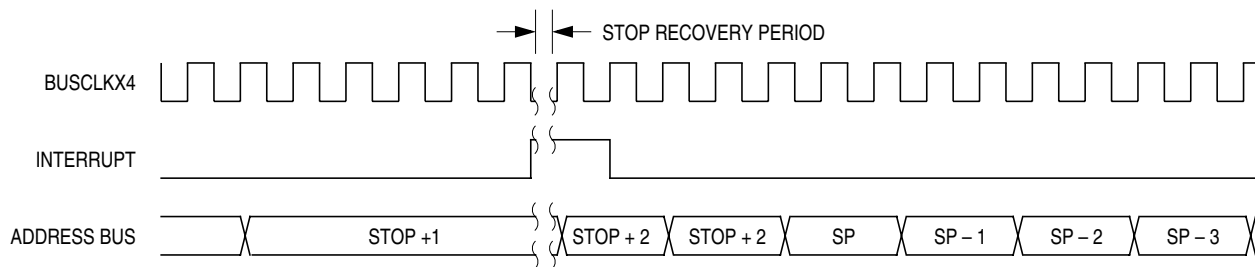 STOP RECOVERY PERIOD
BUSCLKX4
INTERRUPT
ADDRESS BUS STOP +1 STOP + 2 STOP + 2 SP SP – 1 SP – 2 SP – 3